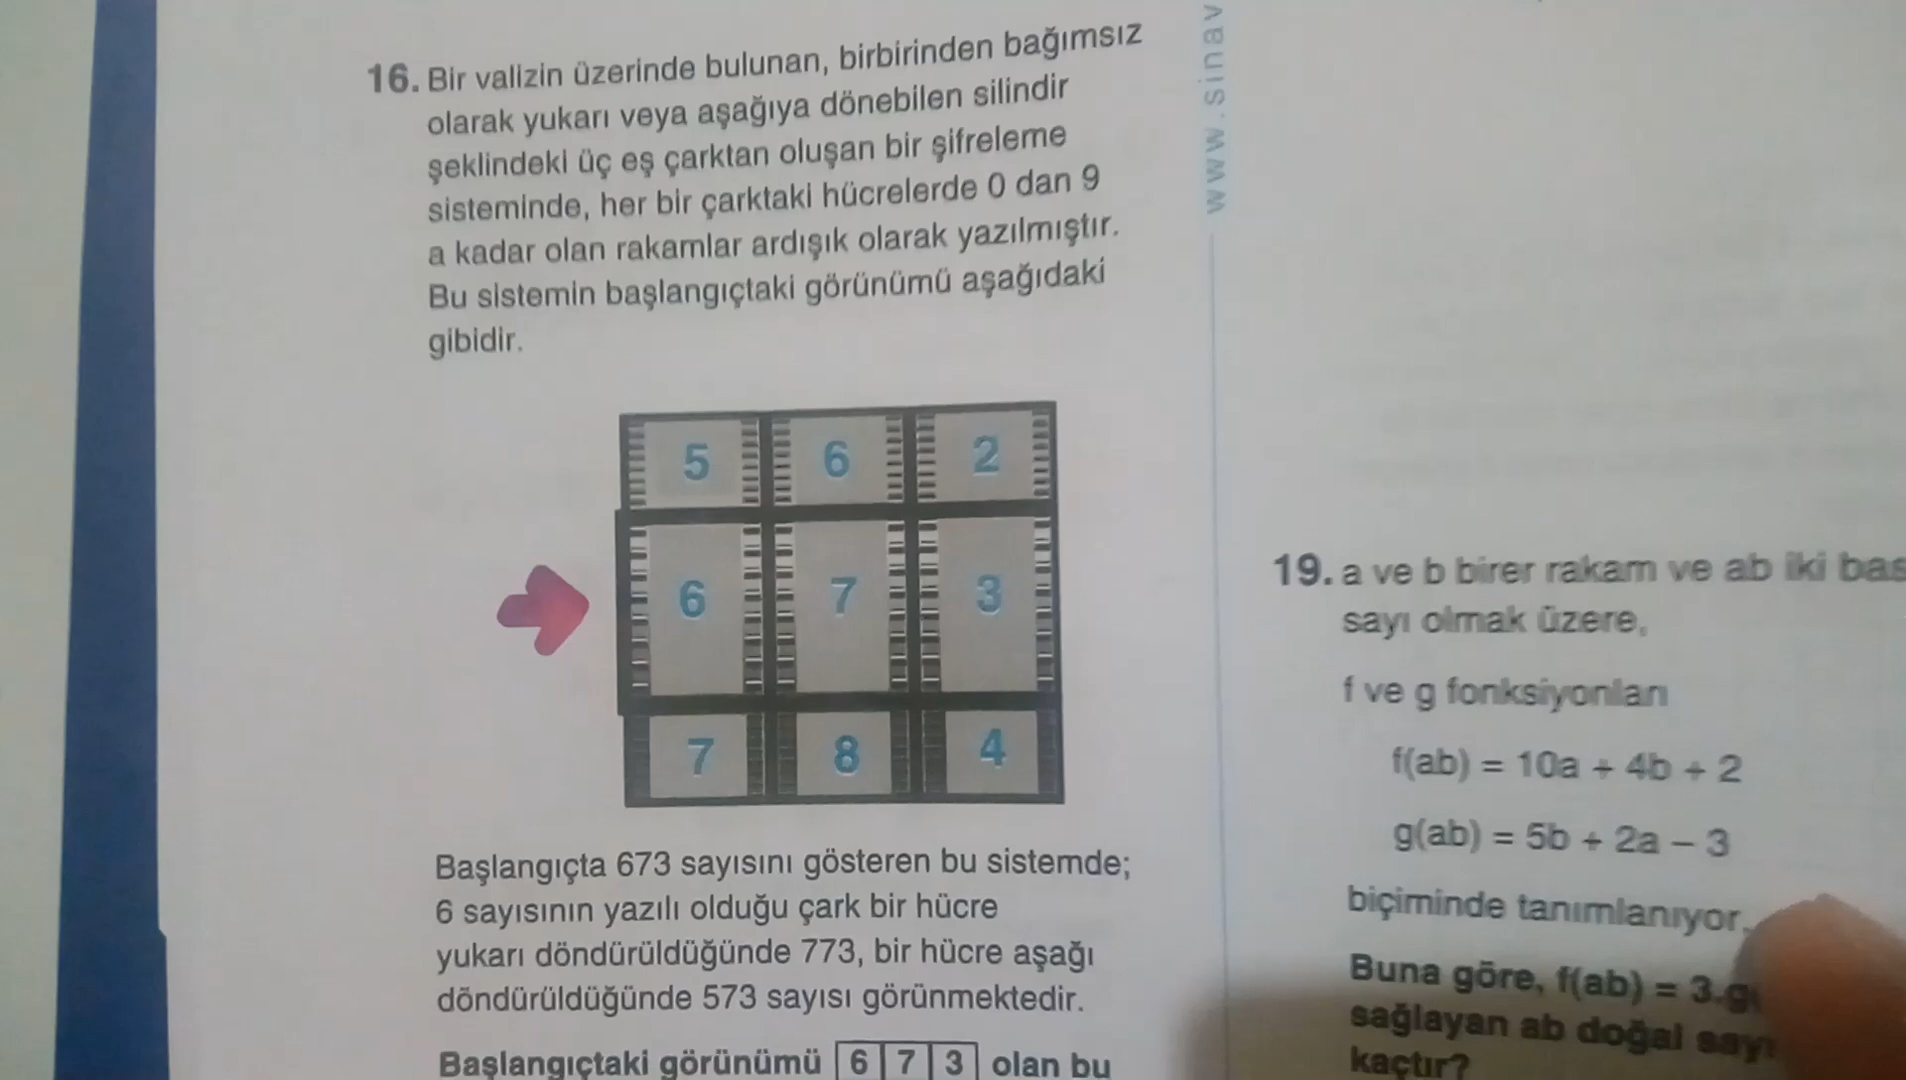 16. Bir valizin üzerinde bulunan, birbirinden bağımsız
olarak yukarı veya aşağıya dönebilen silindir
şeklindeki üç eş çarktan oluşan bir şifreleme
sisteminde, her bir çarktaki hücrelerde 0 dan 9
a kadar olan rakamlar ardışık olarak yazılmıştır.
Bu sistemin başlangıçtaki görünümü aşağıdaki
gibidir.
5 6 2
6 7 3
7 8 4
Başlangıçta 673 sayısını gösteren bu sistemde;
6 sayısının yazılı olduğu çark bir hücre
yukarı döndürüldüğünde 773, bir hücre aşağı
döndürüldüğünde 573 sayısı görünmektedir.
Başlangıçtaki görünümü 6 7 3 olan bu
www.sinav
19. a ve b birer rakam ve ab iki
sayı olmak üzere,
f ve g fonksiyonları
f(ab) = 10a + 4b + 2
g(ab) = 5b + 2a - 3
biçiminde tanımlanıyor.
Buna göre, f(ab) = 3.g
sağlayan ab doğal
kaçtır?